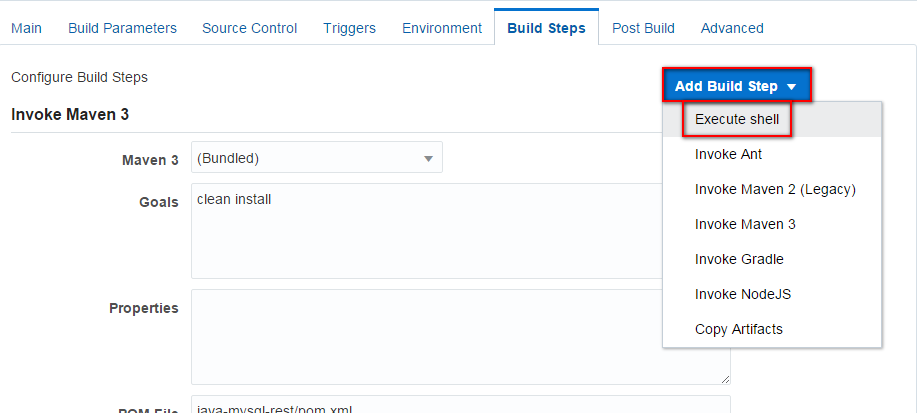 Main Build Parameters Source Control Triggers Environment Build Steps Post Build Advanced
Configure Build Steps
Add Build Step
Invoke Maven 3
Execute shell
Invoke Ant
Invoke Maven 2 (Legacy)
Invoke Maven 3
Invoke Gradle
Invoke NodeJS
Copy Artifacts
Maven 3 (Bundled)
Goals clean install
Properties
POM File java-mysql-rest/pom.xml